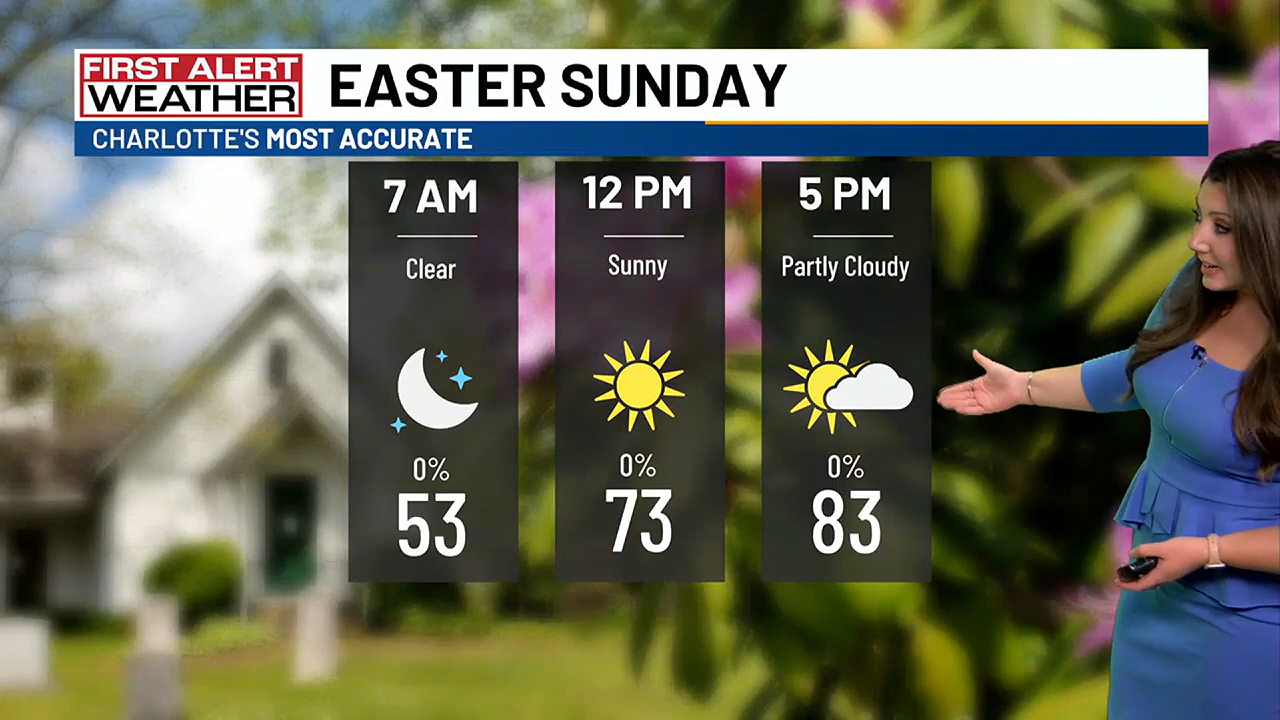 FIRST ALERT
WEATHER
EASTER SUNDAY
CHARLOTTE'S MOST ACCURATE
7 AM
Clear
0%
53
12 PM
Sunny
0%
73
5 PM
Partly Cloudy
0%
83